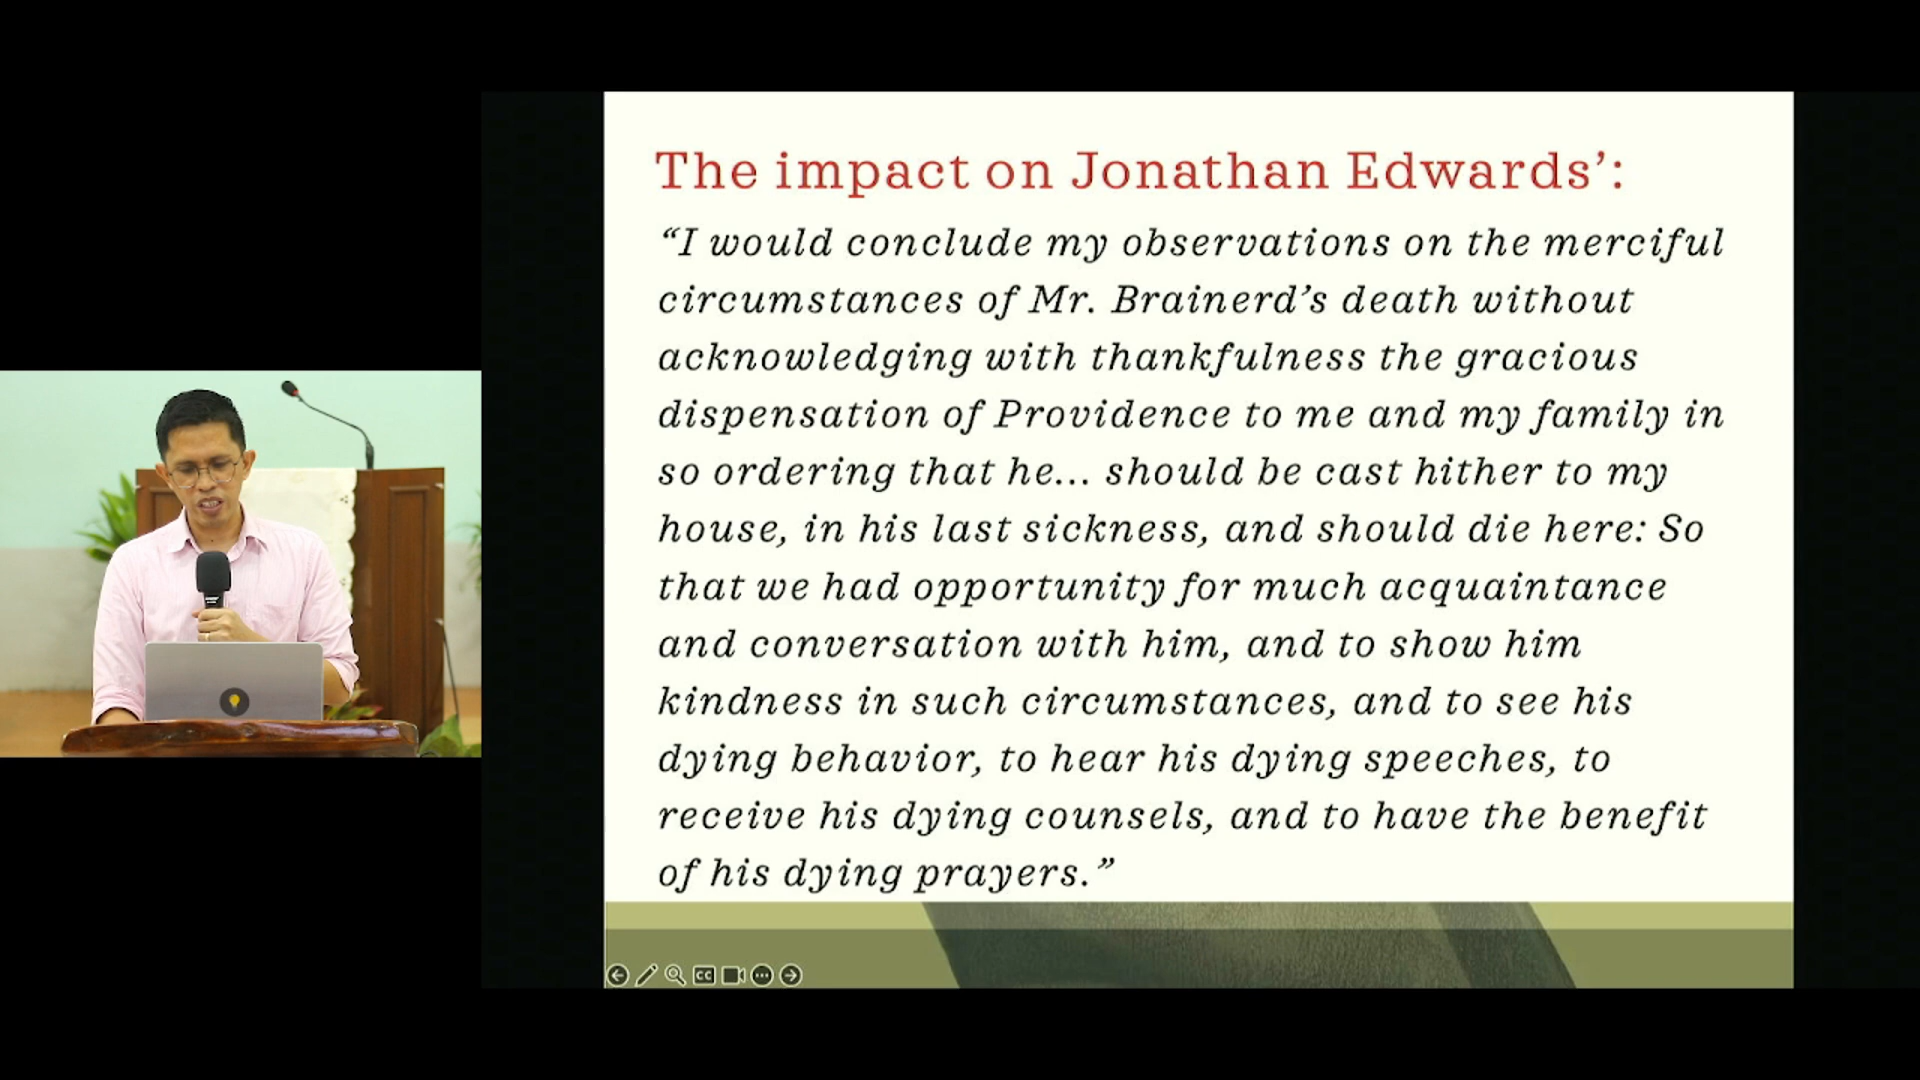 The impact on Jonathan Edwards’:
“I would conclude my observations on the merciful
circumstances of Mr. Brainerd’s death without
acknowledging with thankfulness the gracious
dispensation of Providence to me and my family in
so ordering that he... should be cast hither to my
house, in his last sickness, and should die here: So
that we had opportunity for much acquaintance
and conversation with him, and to show him
kindness in such circumstances, and to see his
dying behavior, to hear his dying speeches, to
receive his dying counsels, and to have the benefit
of his dying prayers.”
CC